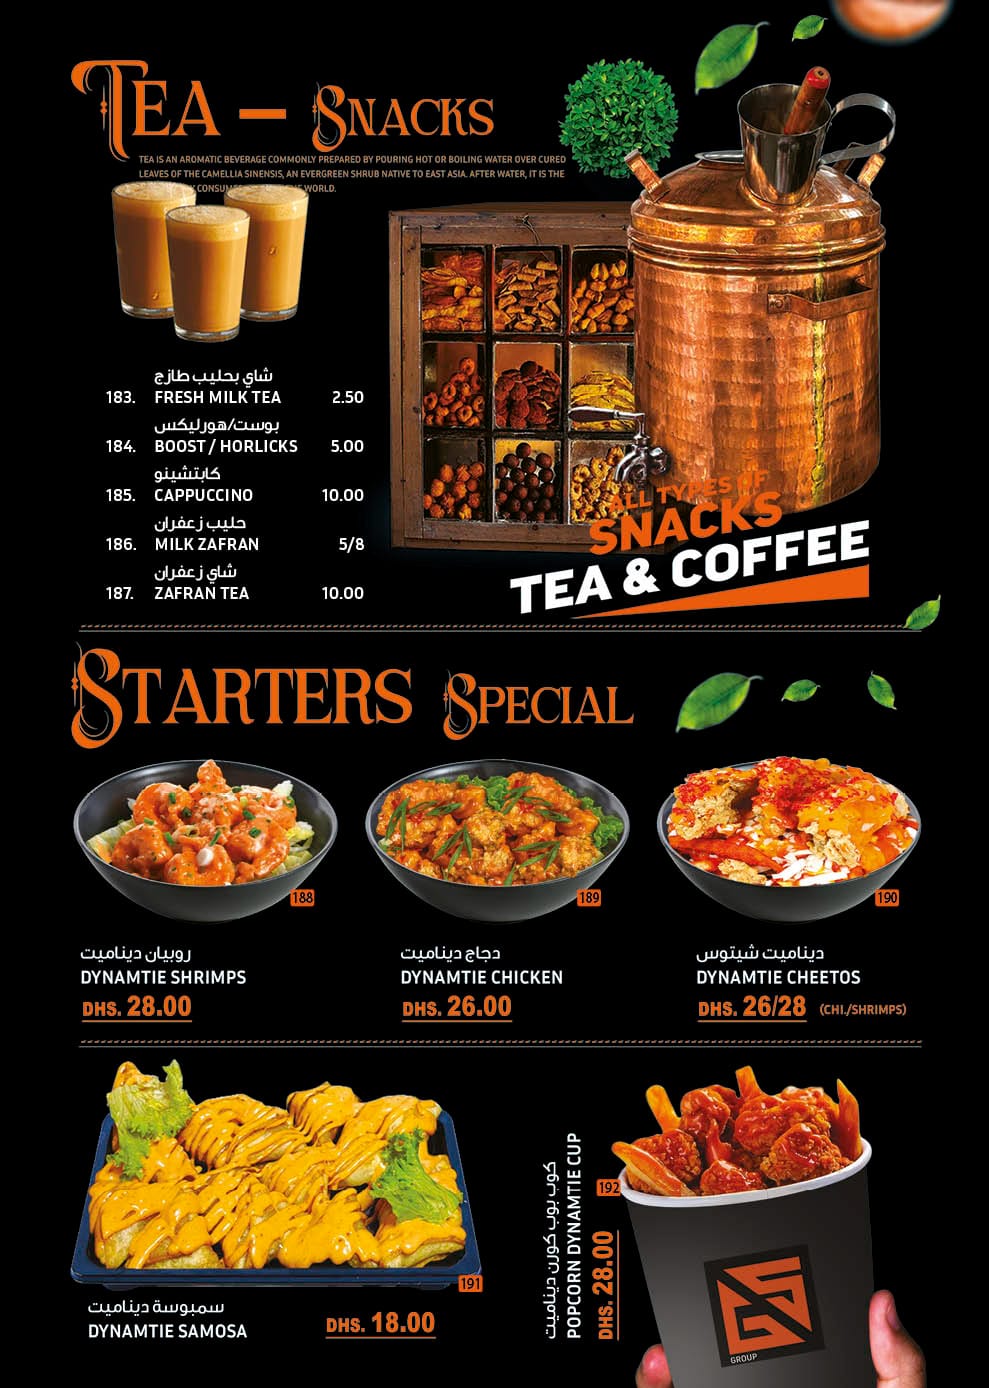 TEA – SNACKS
TEA IS AN AROMATIC BEVERAGE COMMONLY PREPARED BY POURING HOT OR BOILING WATER OVER CURED
LEAVES OF THE CAMELLIA SINENSIS, AN EVERGREEN SHRUB NATIVE TO EAST ASIA. AFTER WATER, IT IS THE
WORLD.
شاي بحليب طازج
183. FRESH MILK TEA 2.50
بوست/هورليكس
184. BOOST / HORLICKS 5.00
كابتشينو
185. CAPPUCCINO 10.00
حليب زعفران
186. MILK ZAFRAN 5/8
شاي زعفران
187. ZAFRAN TEA 10.00
ALL TYPES OF
SNACKS
TEA & COFFEE
STARTERS SPECIAL
188
189
190
روبيان ديناميت
DYNAMTIE SHRIMPS
DHS. 28.00
دجاج ديناميت
DYNAMTIE CHICKEN
DHS. 26.00
ديناميت شيتوس
DYNAMTIE CHEETOS
DHS. 26/28 (CHI./SHRIMPS)
191
سمبوسة ديناميت
DYNAMTIE SAMOSA
DHS. 18.00
192
كوب بوب كورن ديناميت
POPCORN DYNAMTIE CUP
DHS. 28.00
GS
GROUP